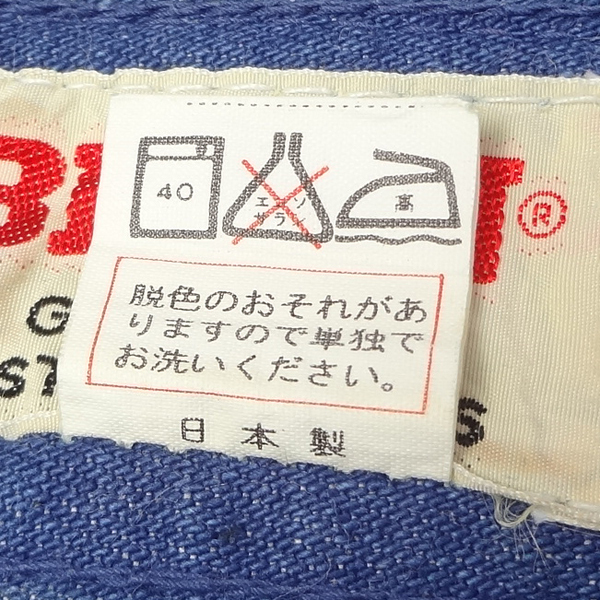 40
エンソ
サラシ
高
脱色のおそれがあ
りますので単独で
お洗いください。
日本製
®
G
ST
S